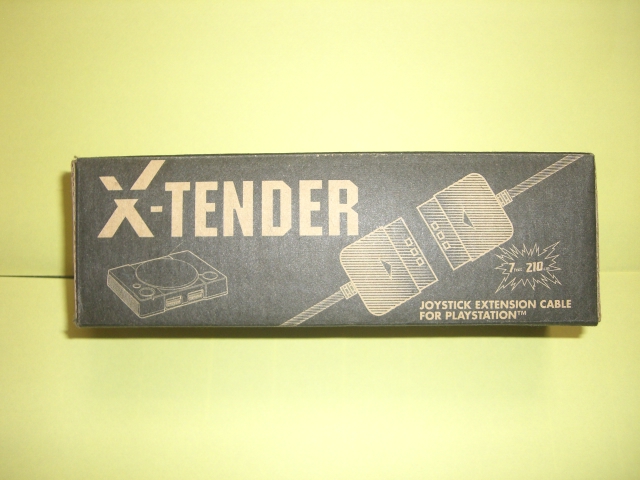 X-TENDER
7 210
JOYSTICK EXTENSION CABLE
FOR PLAYSTATION™